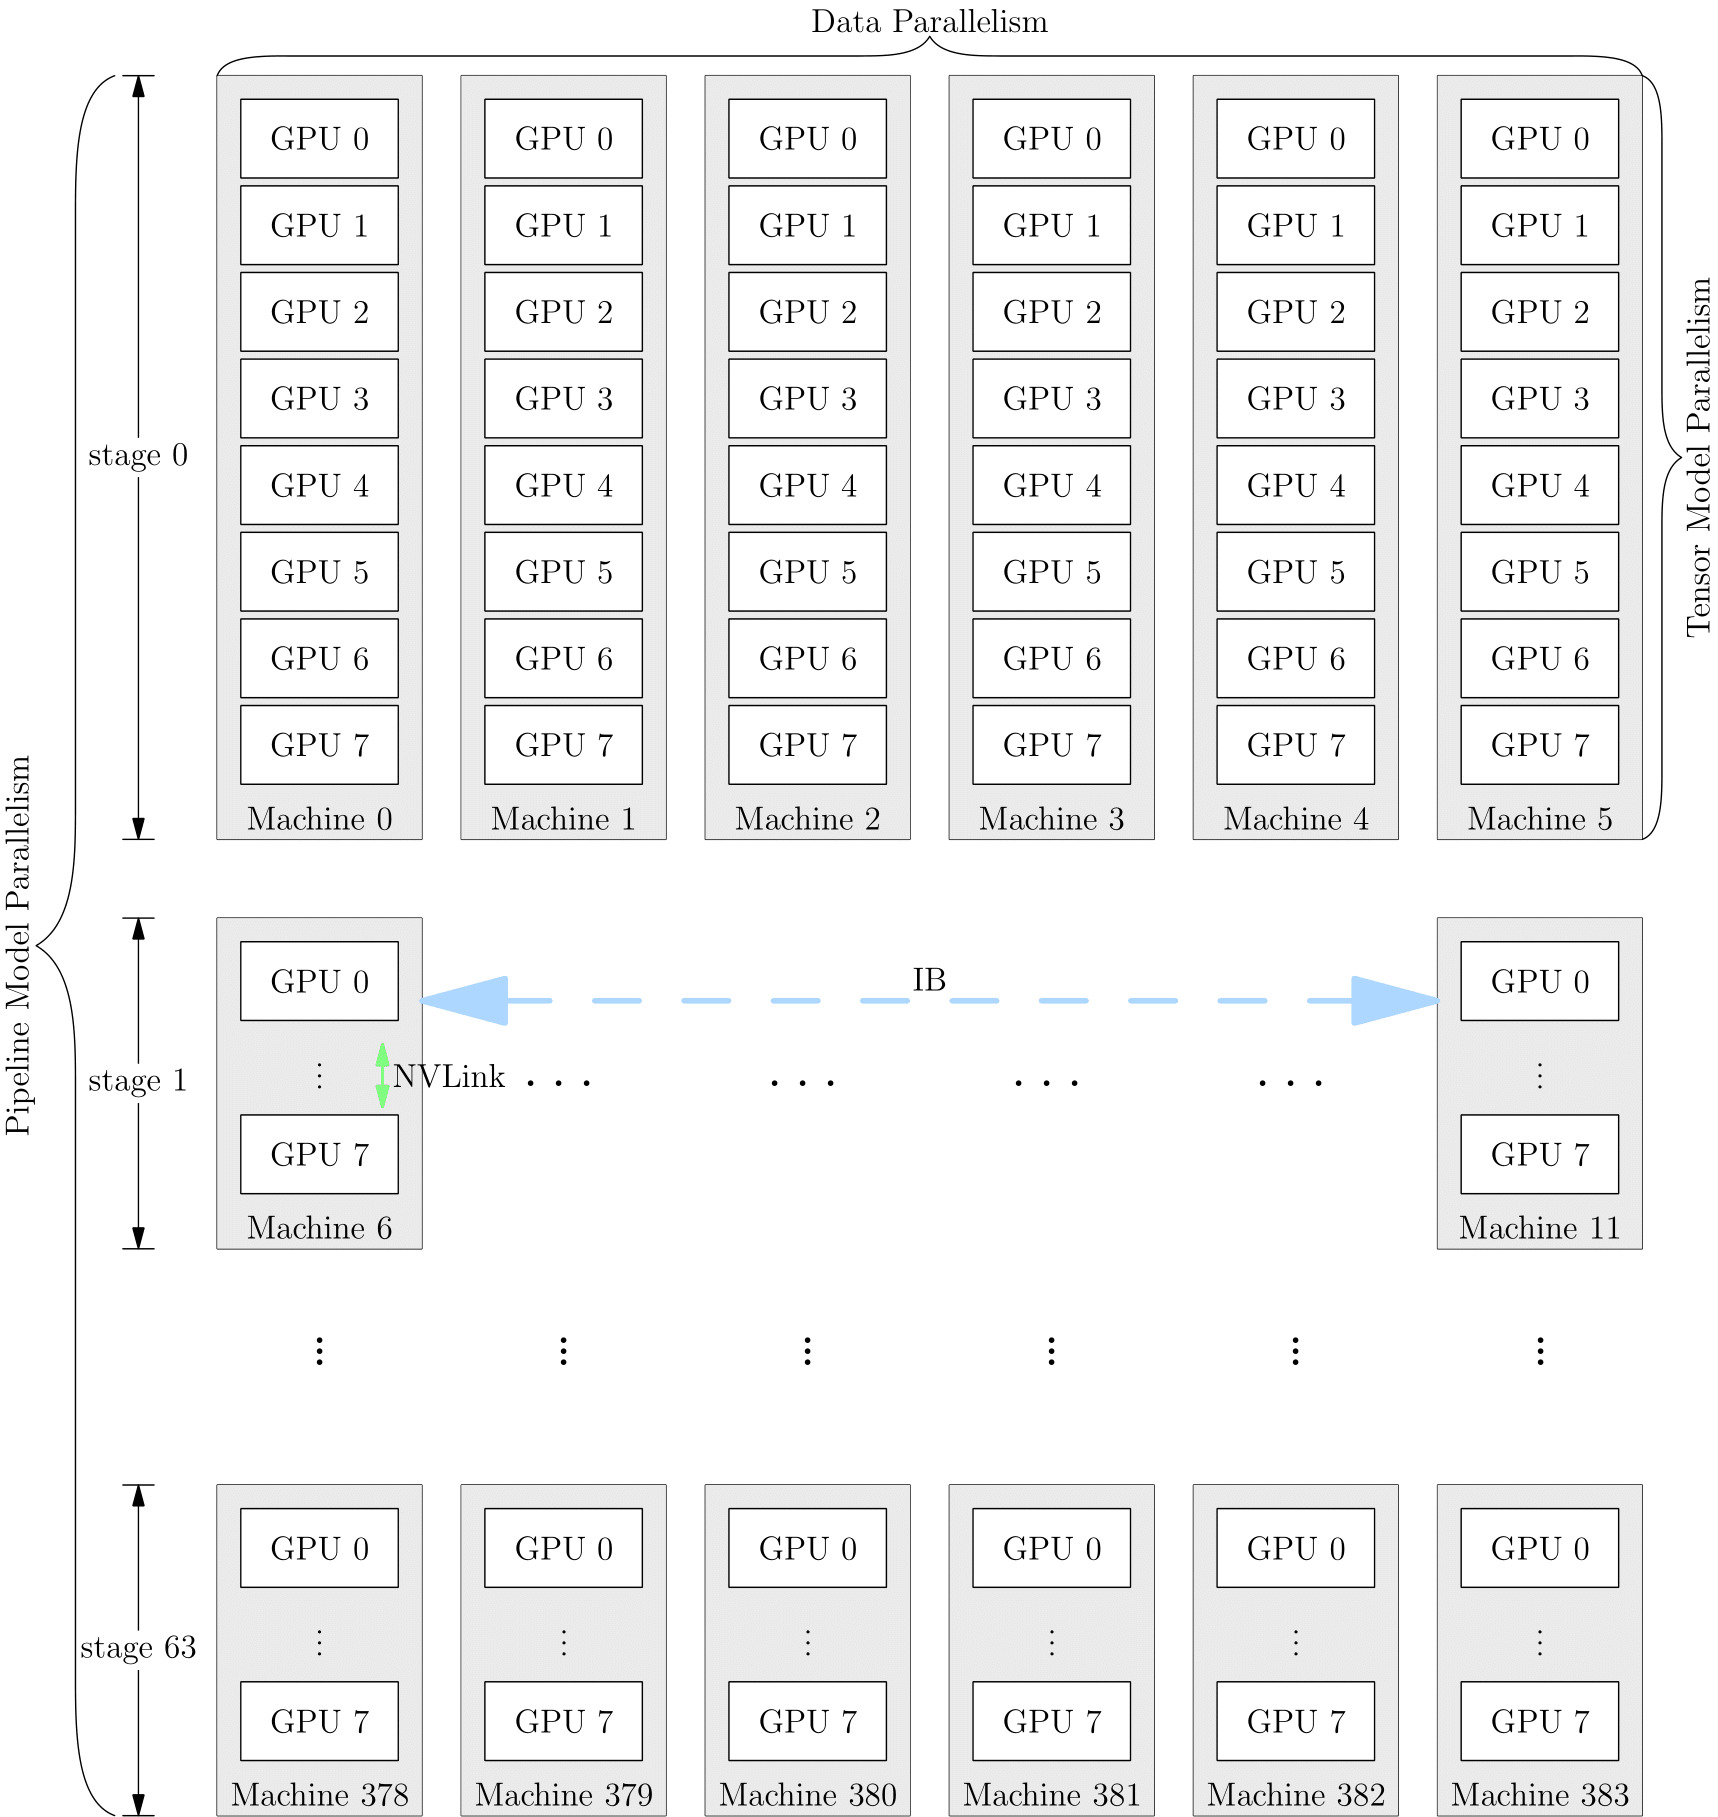 Data Parallelism
GPU 0 GPU 0 GPU 0 GPU 0 GPU 0 GPU 0
GPU 1 GPU 1 GPU 1 GPU 1 GPU 1 GPU 1
GPU 2 GPU 2 GPU 2 GPU 2 GPU 2 GPU 2
GPU 3 GPU 3 GPU 3 GPU 3 GPU 3 GPU 3
stage 0
GPU 4 GPU 4 GPU 4 GPU 4 GPU 4 GPU 4
Tensor Model Parallelism
GPU 5 GPU 5 GPU 5 GPU 5 GPU 5 GPU 5
GPU 6 GPU 6 GPU 6 GPU 6 GPU 6 GPU 6
GPU 7 GPU 7 GPU 7 GPU 7 GPU 7 GPU 7
Machine 0 Machine 1 Machine 2 Machine 3 Machine 4 Machine 5
Pipeline Model Parallelism
GPU 0 IB GPU 0
stage 1 ⋮ NVLink . . . . . . . . . . . . ⋮
GPU 7 GPU 7
Machine 6 Machine 11
⋮ ⋮ ⋮ ⋮ ⋮ ⋮
GPU 0 GPU 0 GPU 0 GPU 0 GPU 0 GPU 0
stage 63 ⋮ ⋮ ⋮ ⋮ ⋮ ⋮
GPU 7 GPU 7 GPU 7 GPU 7 GPU 7 GPU 7
Machine 378 Machine 379 Machine 380 Machine 381 Machine 382 Machine 383